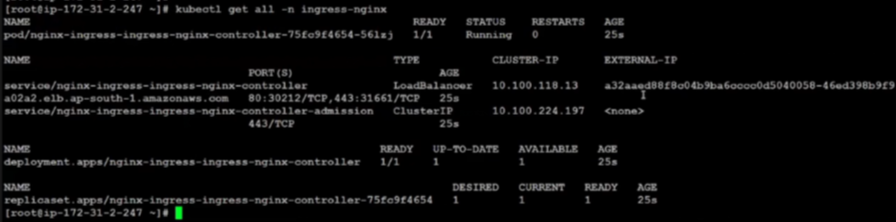 [root@ip-172-31-2-247 ~]# kubectl get all -n ingress-nginx
NAME READY STATUS RESTARTS AGE
pod/nginx-ingress-ingress-nginx-controller-75fc9f4654-56lzj 1/1 Running 0 25s
NAME TYPE CLUSTER-IP EXTERNAL-IP
PORT(S) AGE
service/nginx-ingress-ingress-nginx-controller LoadBalancer 10.100.118.13 a32aaed88f8c04b9ba6cccc0d5040058-46ed398b9f9
a02a2.elb.ap-south-1.amazonaws.com 80:30212/TCP,443:31661/TCP 25s
service/nginx-ingress-ingress-nginx-controller-admission ClusterIP 10.100.224.197 <none>
443/TCP 25s
NAME READY UP-TO-DATE AVAILABLE AGE
deployment.apps/nginx-ingress-ingress-nginx-controller 1/1 1 1 25s
NAME DESIRED CURRENT READY AGE
replicaset.apps/nginx-ingress-ingress-nginx-controller-75fc9f4654 1 1 1 25s
[root@ip-172-31-2-247 ~]#